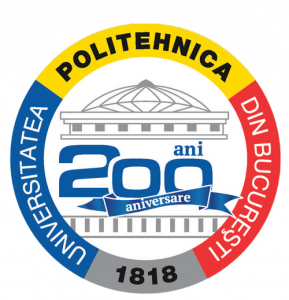 UNIVERSITATEA
POLITEHNICA
DIN BUCUREȘTI
200
ani
aniversare
1818